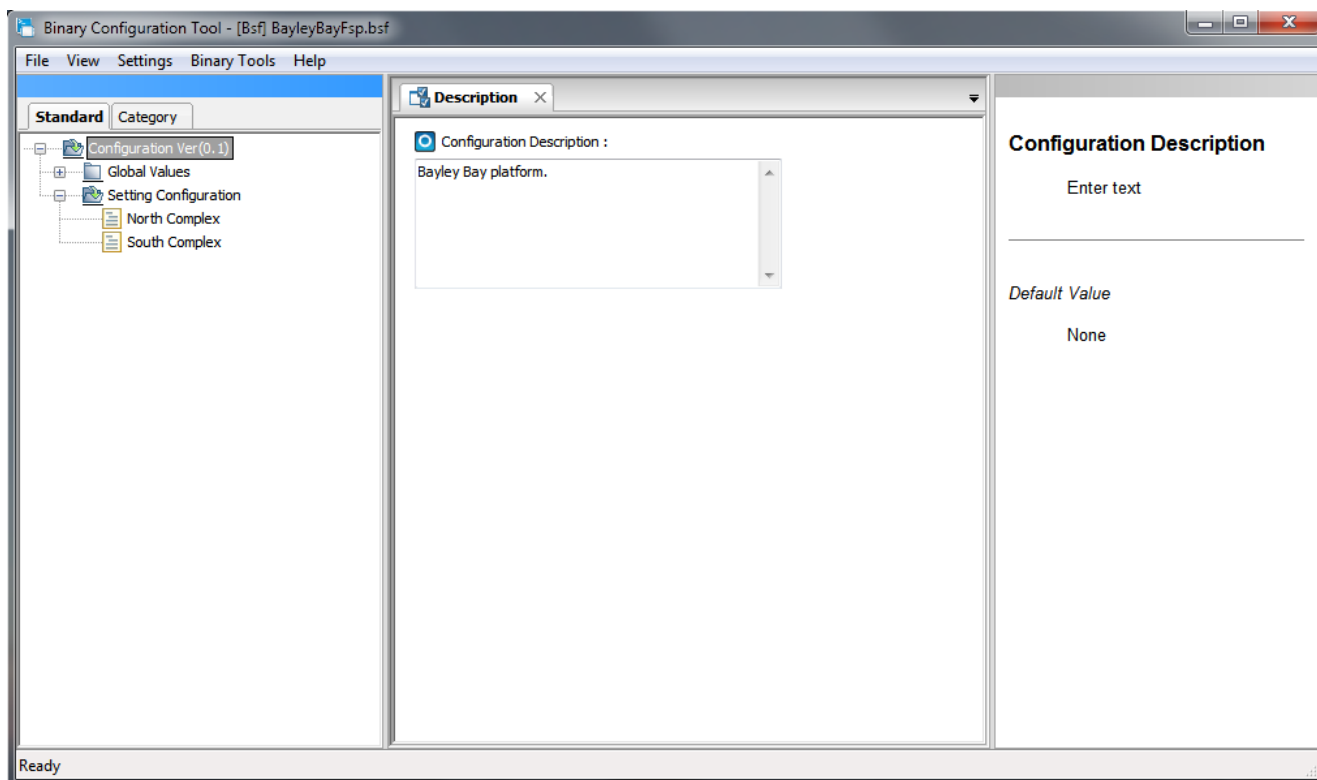 Binary Configuration Tool - [Bsf] BayleyBayFsp.bsf
File View Settings Binary Tools Help
Standard Category
Configuration Ver(0.1)
Global Values
Setting Configuration
North Complex
South Complex
Description
Configuration Description :
Bayley Bay platform.
Configuration Description
Enter text
Default Value
None
Ready